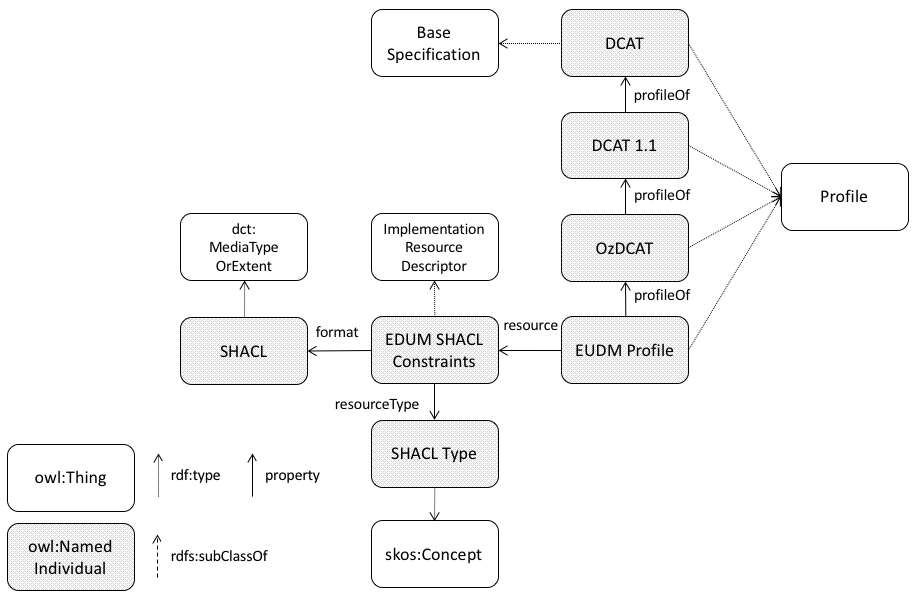 Base
Specification
DCAT
profileOf
DCAT 1.1
profileOf
Profile
dct:
MediaType
OrExtent
Implementation
Resource
Descriptor
OzDCAT
profileOf
SHACL
format
EDUM SHACL
Constraints
resource
EUDM Profile
resourceType
SHACL Type
owl:Thing
rdf:type
property
owl:Named
Individual
rdfs:subClassOf
skos:Concept